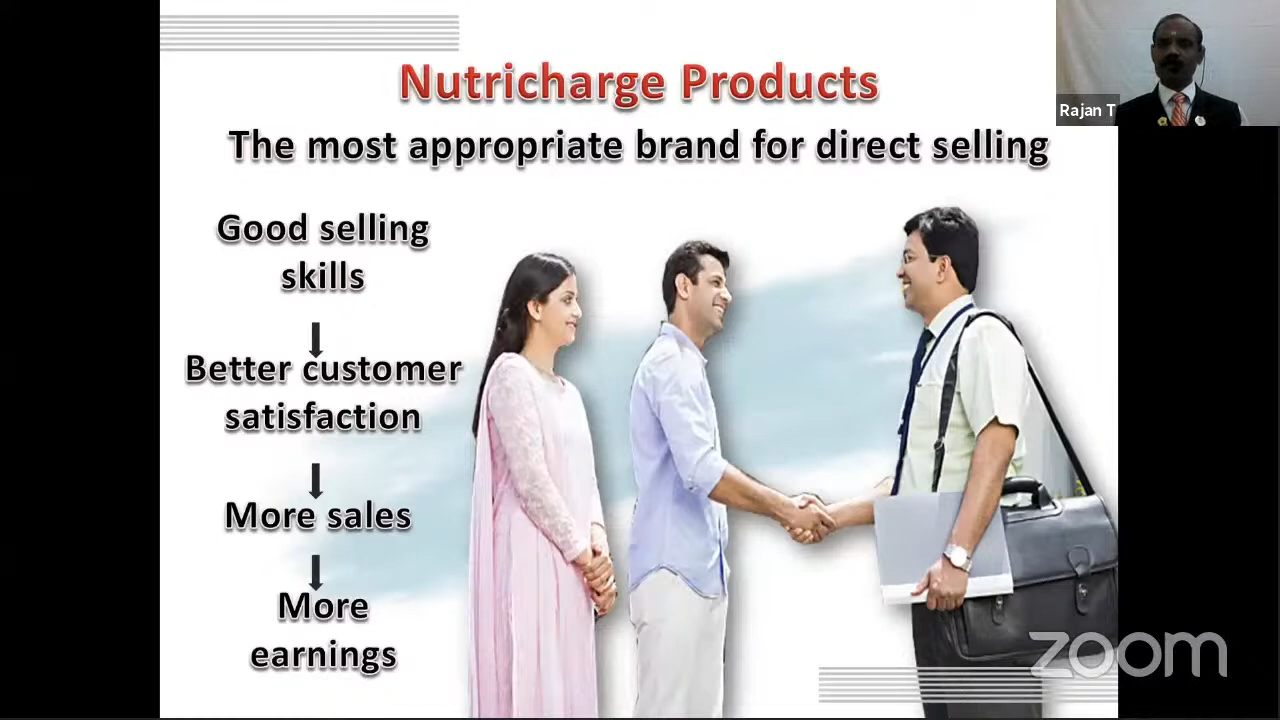 Nutricharge Products
The most appropriate brand for direct selling
Good selling
skills
Better customer
satisfaction
More sales
More
earnings
Rajan T
zoom